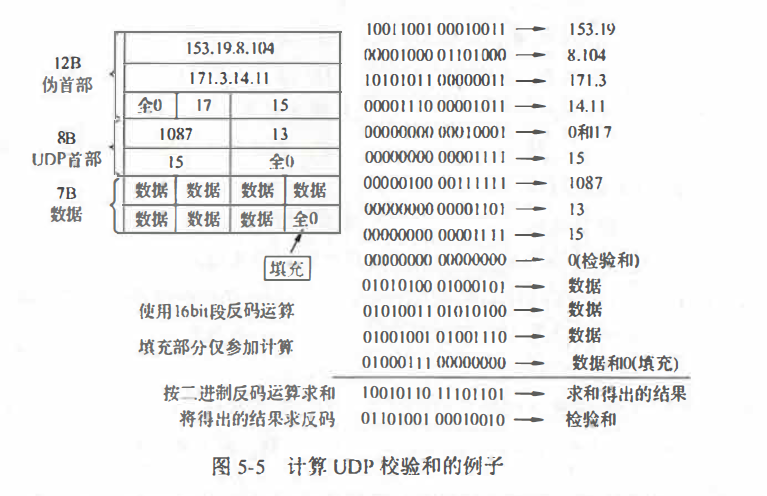 12B
伪首部
153.19.8.104
171.3.14.11
全0 17 15
8B
UDP首部
1087 13
15 全0
7B
数据
数据 数据 数据 数据
数据 数据 数据 全0
填充
10011001 00010011 → 153.19
00001000 01101000 → 8.104
10101011 00000011 → 171.3
00001110 00001011 → 14.11
00000000 00010001 → 0和17
00000000 00001111 → 15
00000100 00111111 → 1087
00000000 00001101 → 13
00000000 00001111 → 15
00000000 00000000 → 0(检验和)
01010100 01000101 → 数据
01010011 01010100 → 数据
01001001 01001110 → 数据
01000111 00000000 → 数据和0(填充)
使用16bit段反码运算
填充部分仅参加计算
按二进制反码运算求和 10010110 11101101 → 求和得出的结果
将得出的结果求反码 01101001 00010010 → 检验和
图 5-5 计算 UDP 校验和的例子